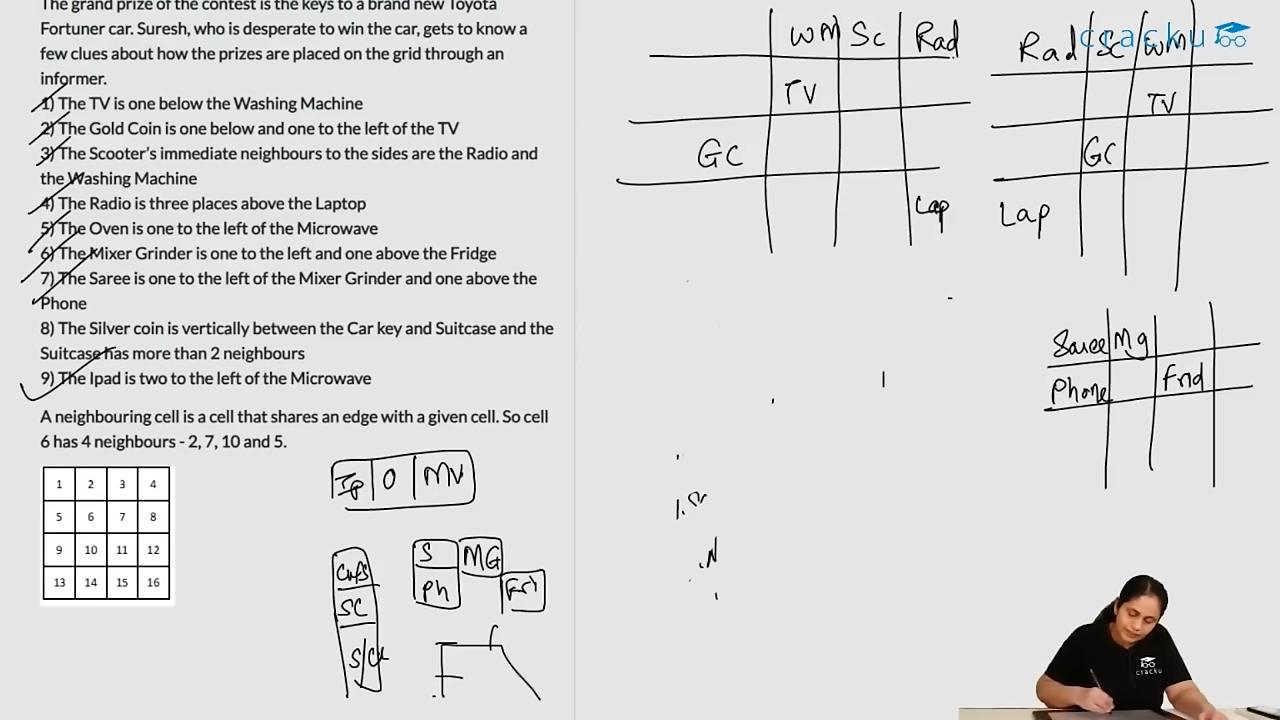 The grand prize of the contest is the keys to a brand new Toyota
Fortuner car. Suresh, who is desperate to win the car, gets to know a
few clues about how the prizes are placed on the grid through an
informer.
1) The TV is one below the Washing Machine
2) The Gold Coin is one below and one to the left of the TV
3) The Scooter's immediate neighbours to the sides are the Radio and
the Washing Machine
4) The Radio is three places above the Laptop
5) The Oven is one to the left of the Microwave
6) The Mixer Grinder is one to the left and one above the Fridge
7) The Saree is one to the left of the Mixer Grinder and one above the
Phone
8) The Silver coin is vertically between the Car key and Suitcase and the
Suitcase has more than 2 neighbours
9) The Ipad is two to the left of the Microwave
A neighbouring cell is a cell that shares an edge with a given cell. So cell
6 has 4 neighbours - 2, 7, 10 and 5.
1 2 3 4
5 6 7 8
9 10 11 12
13 14 15 16
Ip O MV
SC
S MG
Ph Fri
WM Sc Rad
TV
GC
Lap
Rad Sc WM
TV
GC
Lap
Saree Mg
Phone Frid
cracku
cracku